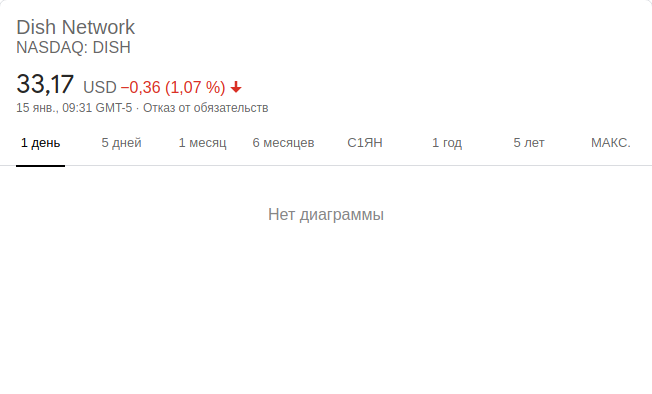 Dish Network
NASDAQ: DISH
33,17 USD −0,36 (1,07 %)
15 янв., 09:31 GMT-5 · Отказ от обязательств
1 день 5 дней 1 месяц 6 месяцев С1ЯН 1 год 5 лет МАКС.
Нет диаграммы